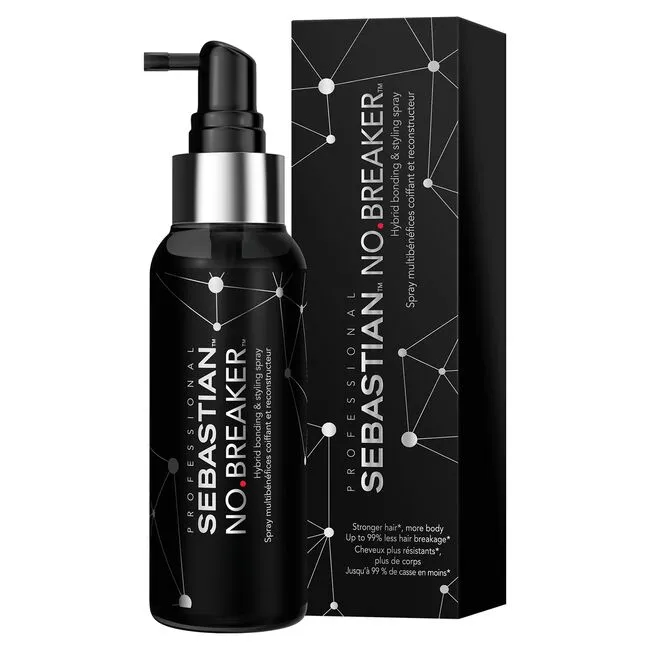 PROFESSIONAL
SEBASTIAN™
NO.BREAKER™
Hybrid bonding & styling spray
Spray multibénéfices coiffant et reconstructeur
PROFESSIONAL
SEBASTIAN™ NO.BREAKER™
Hybrid bonding & styling spray
Spray multibénéfices coiffant et reconstructeur
Stronger hair*, more body
Up to 99% less hair breakage*
Cheveux plus résistants*,
plus de corps
Jusqu'à 99 % de casse en moins*